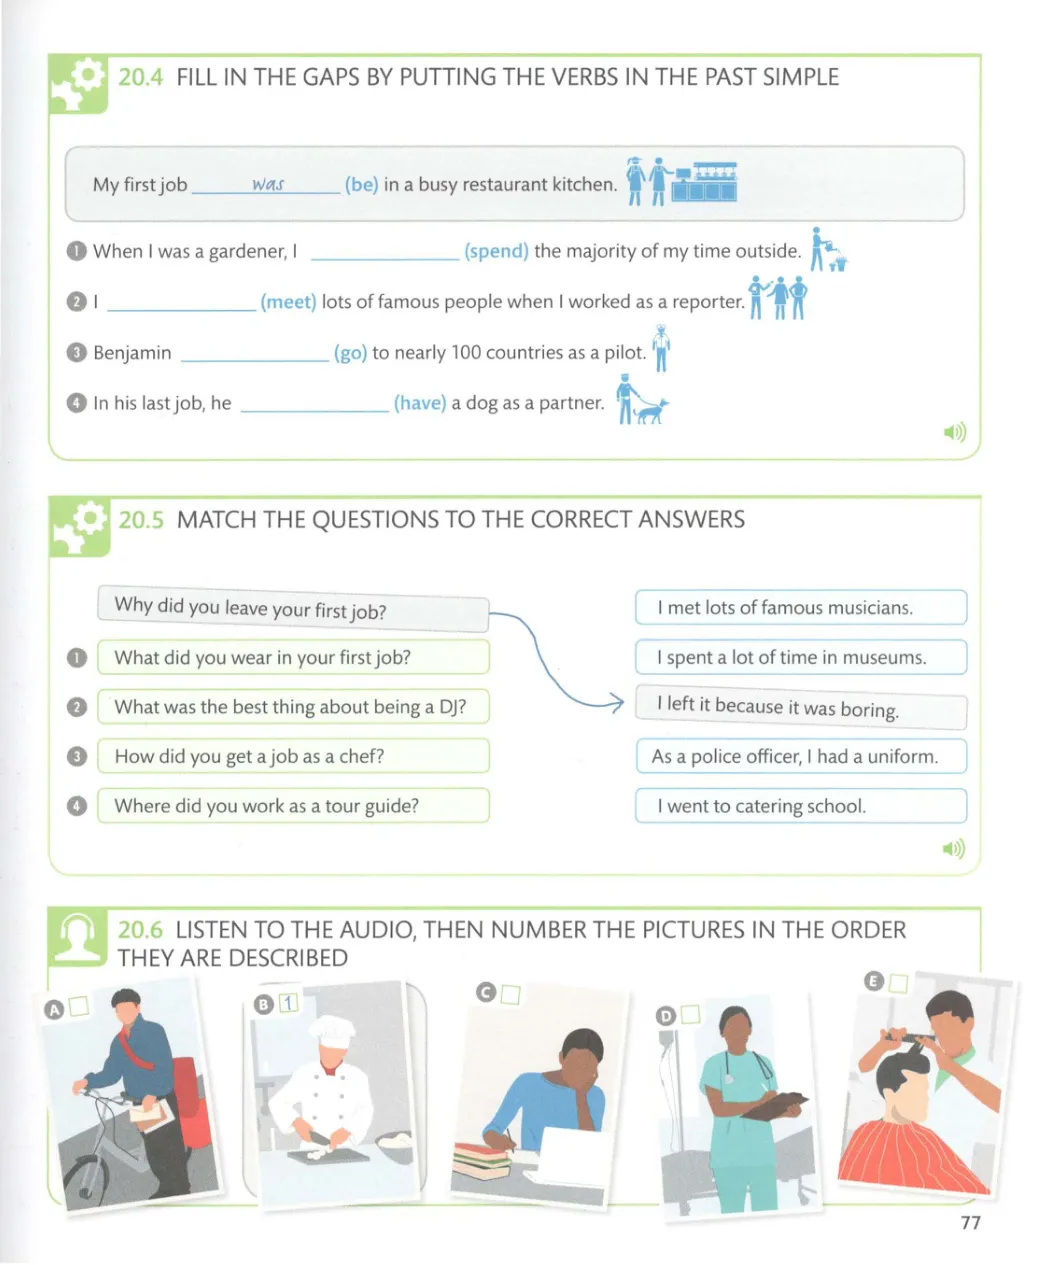 20.4 FILL IN THE GAPS BY PUTTING THE VERBS IN THE PAST SIMPLE
My first job was (be) in a busy restaurant kitchen.
1 When I was a gardener, I ____________ (spend) the majority of my time outside.
2 I ____________ (meet) lots of famous people when I worked as a reporter.
3 Benjamin ____________ (go) to nearly 100 countries as a pilot.
4 In his last job, he ____________ (have) a dog as a partner.
20.5 MATCH THE QUESTIONS TO THE CORRECT ANSWERS
Why did you leave your first job?
1 What did you wear in your first job?
2 What was the best thing about being a DJ?
3 How did you get a job as a chef?
4 Where did you work as a tour guide?
I met lots of famous musicians.
I spent a lot of time in museums.
I left it because it was boring.
As a police officer, I had a uniform.
I went to catering school.
20.6 LISTEN TO THE AUDIO, THEN NUMBER THE PICTURES IN THE ORDER
THEY ARE DESCRIBED
A
B 1
C
D
E
77